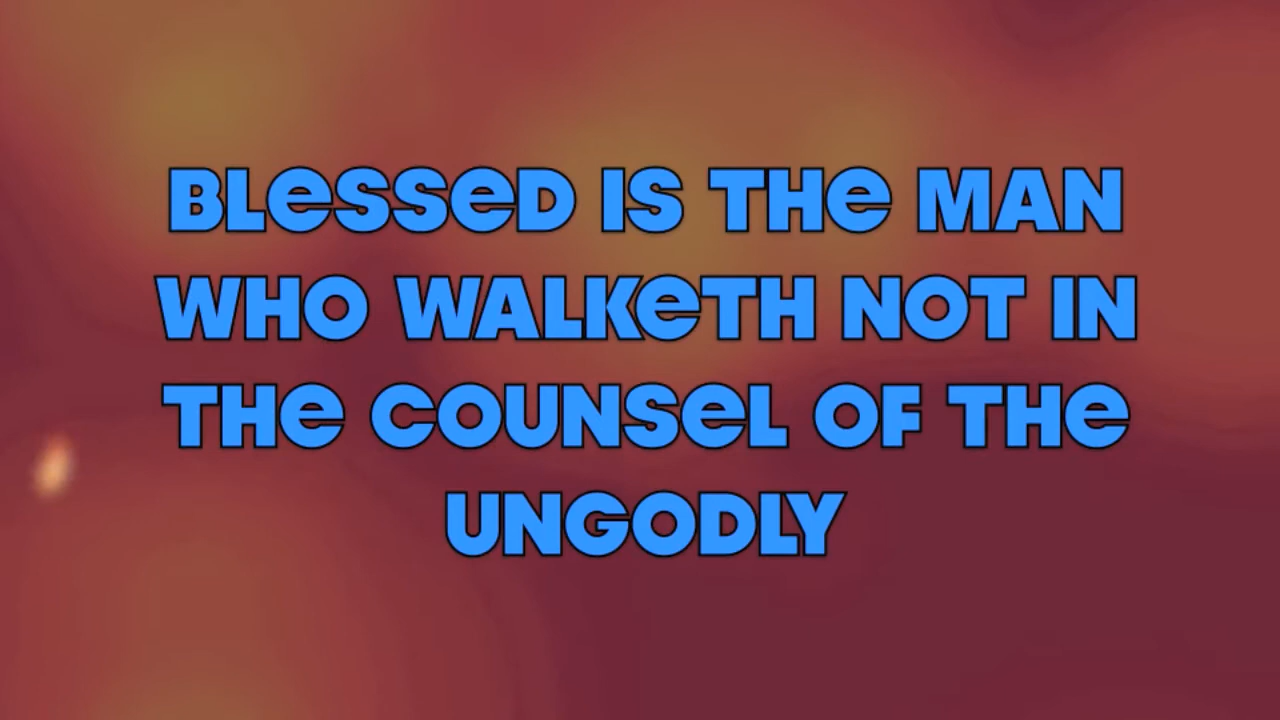 BLeSSeD IS THe MAN
WHO WALKeTH NOT IN
THe COUNSeL OF THe
UNGODLY